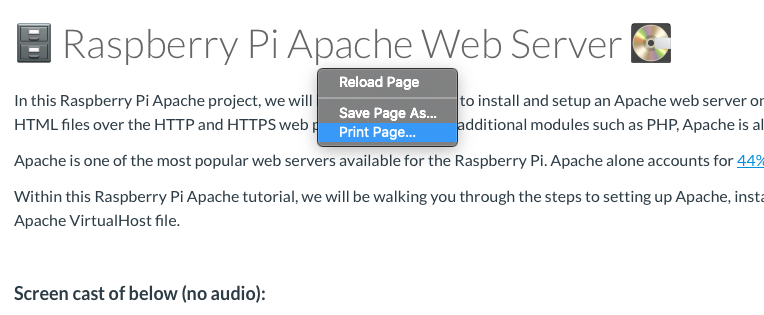 Raspberry Pi Apache Web Server
Reload Page
Save Page As...
Print Page...
In this Raspberry Pi Apache project, we will to install and setup an Apache web server or
HTML files over the HTTP and HTTPS web additional modules such as PHP, Apache is al
Apache is one of the most popular web servers available for the Raspberry Pi. Apache alone accounts for 44%
Within this Raspberry Pi Apache tutorial, we will be walking you through the steps to setting up Apache, insta
Apache VirtualHost file.
Screen cast of below (no audio):